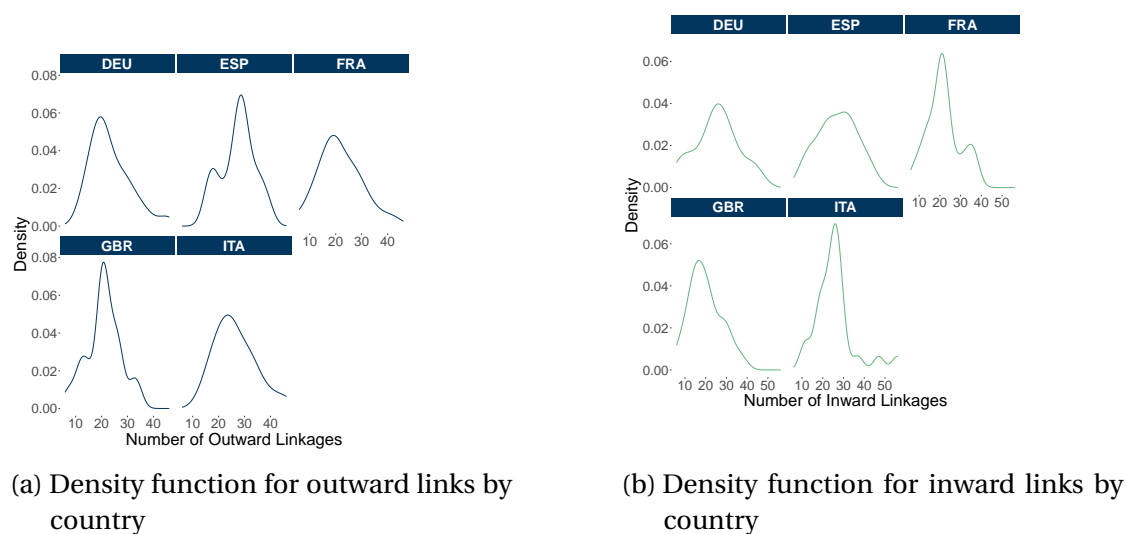 DEU ESP FRA
0.08
0.06
0.04
0.02
0.00
10 20 30 40
GBR ITA
0.08
0.06
0.04
0.02
0.00
10 20 30 40 10 20 30 40
Density
Number of Outward Linkages
(a) Density function for outward links by
country
DEU ESP FRA
0.06
0.04
0.02
0.00
10 20 30 40 50
GBR ITA
0.06
0.04
0.02
0.00
10 20 30 40 50 10 20 30 40 50
Density
Number of Inward Linkages
(b) Density function for inward links by
country